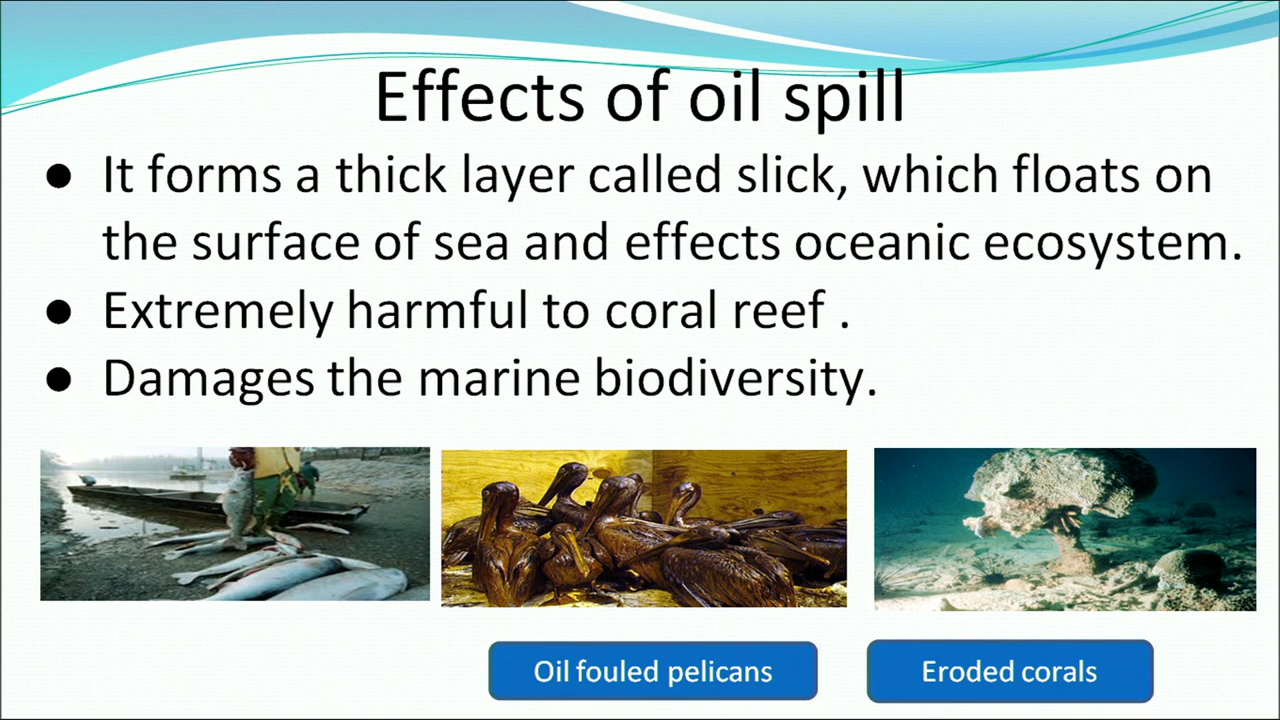 Effects of oil spill
● It forms a thick layer called slick, which floats on
the surface of sea and effects oceanic ecosystem.
● Extremely harmful to coral reef .
● Damages the marine biodiversity.
Oil fouled pelicans
Eroded corals